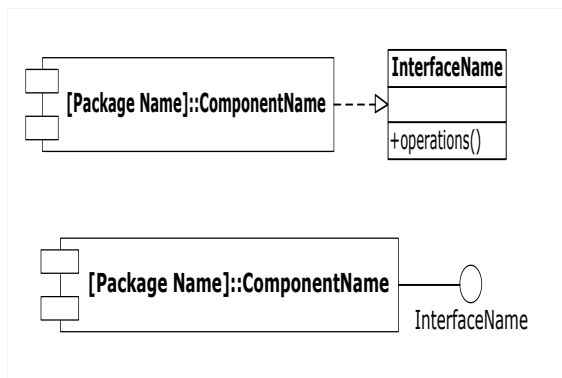 InterfaceName
[Package Name]::ComponentName
+operations()
[Package Name]::ComponentName
InterfaceName